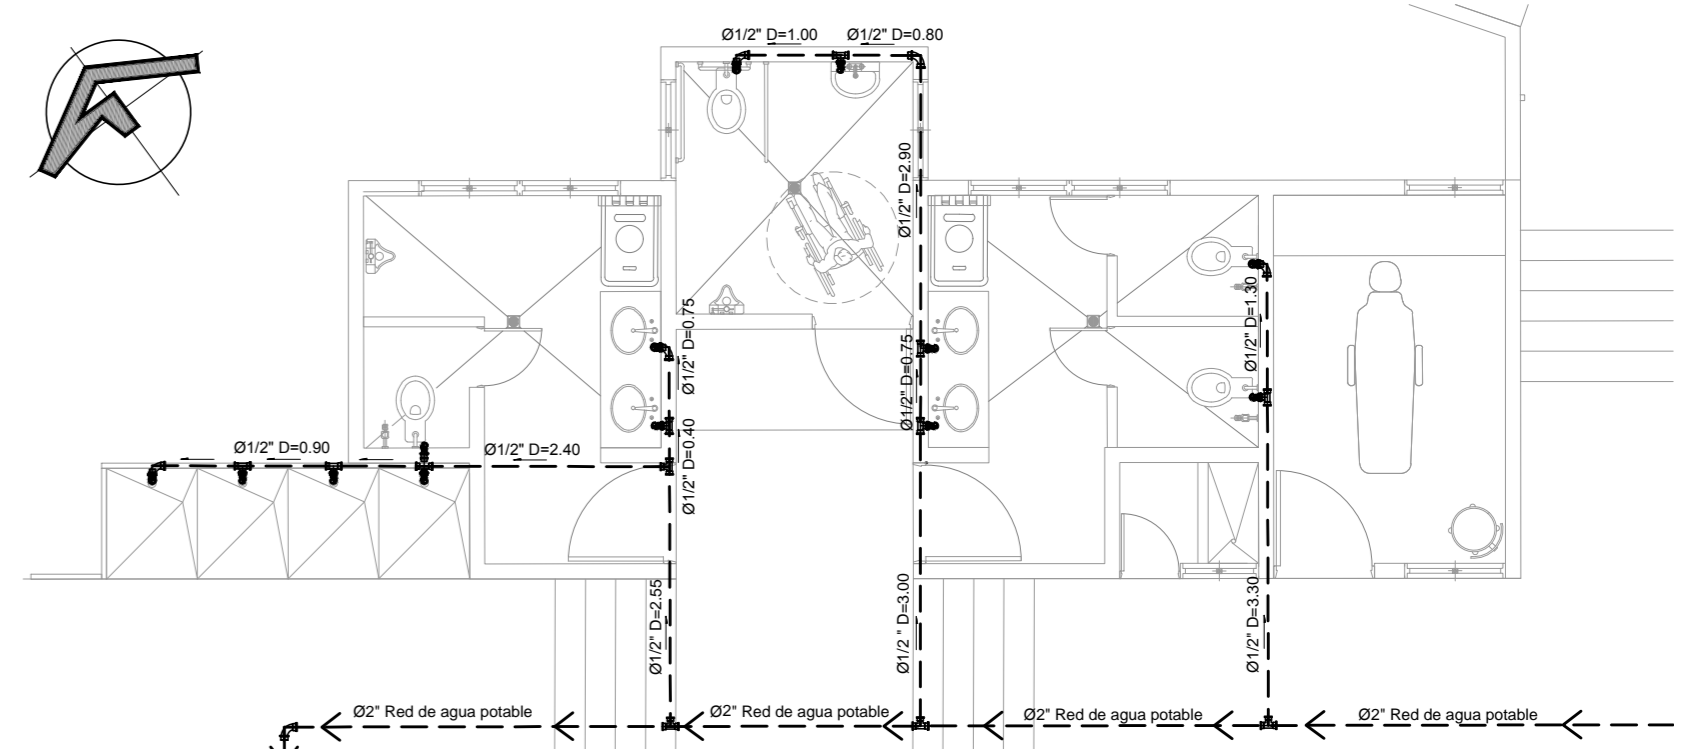 Ø1/2" D=1.00
Ø1/2" D=0.80
Ø1/2" D=2.90
Ø1/2" D=0.75
Ø1/2" D=0.75
Ø1/2" D=1.30
Ø1/2" D=0.90
Ø1/2" D=2.40
Ø1/2" D=0.40
Ø1/2" D=2.55
Ø1/2 " D=3.00
Ø1/2" D=3.30
Ø2" Red de agua potable
Ø2" Red de agua potable
Ø2" Red de agua potable
Ø2" Red de agua potable